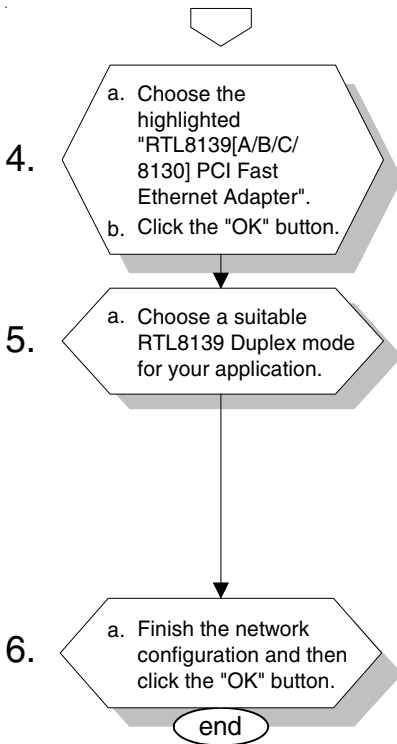 4.
a. Choose the
highlighted
"RTL8139[A/B/C/
8130] PCI Fast
Ethernet Adapter".
b. Click the "OK" button.
5.
a. Choose a suitable
RTL8139 Duplex mode
for your application.
6.
a. Finish the network
configuration and then
click the "OK" button.
end